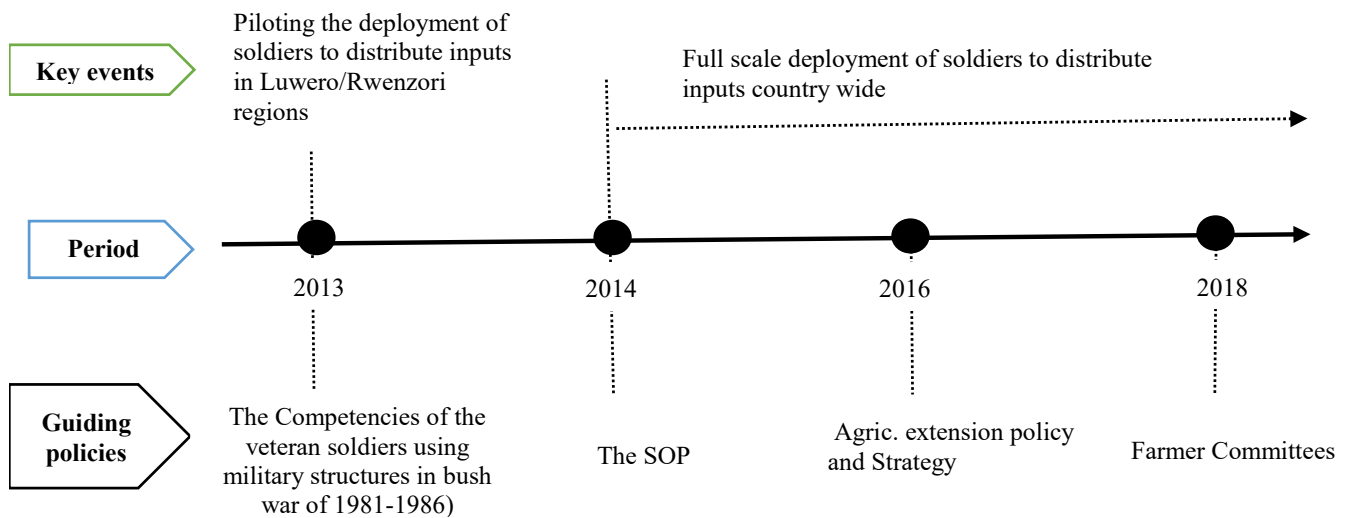 Key events
Piloting the deployment of
soldiers to distribute inputs
in Luwero/Rwenzori
regions
Full scale deployment of soldiers to distribute
inputs country wide
Period
2013
2014
2016
2018
Guiding
policies
The Competencies of the
veteran soldiers using
military structures in bush
war of 1981-1986)
The SOP
Agric. extension policy
and Strategy
Farmer Committees